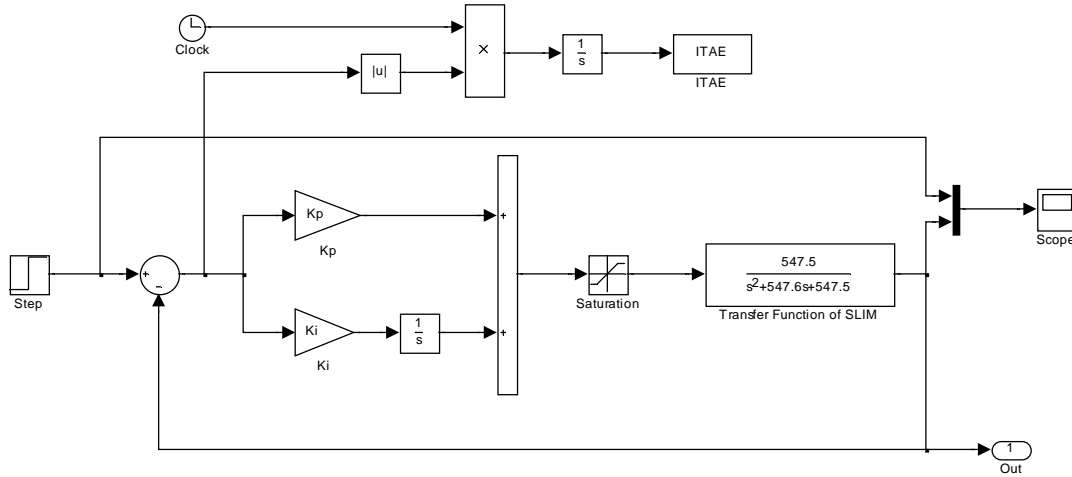 Clock
|u|
×
1
s
ITAE
ITAE
Step
+
−
Kp
Kp
Ki
Ki
1
s
+
+
Saturation
547.5
s²+547.6s+547.5
Transfer Function of SLIM
Scope
1
Out